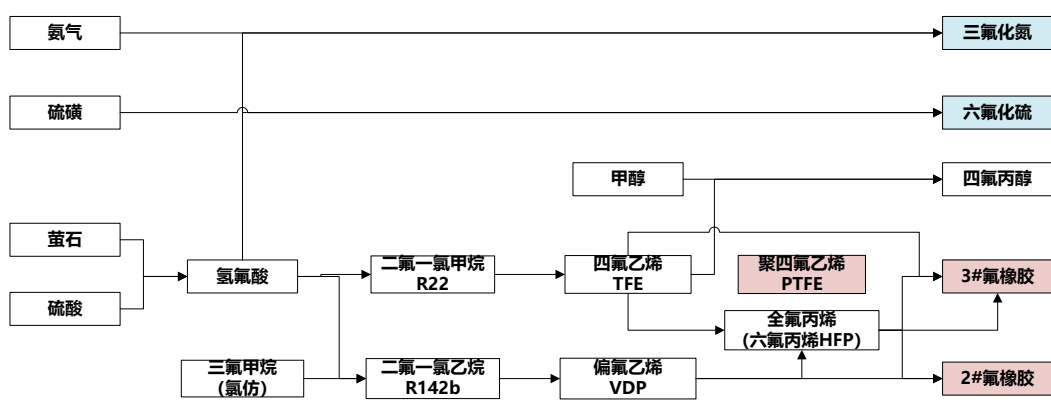 氨气
三氟化氮
硫磺
六氟化硫
甲醇
四氟丙醇
萤石
硫酸
氢氟酸
二氟一氯甲烷
R22
四氟乙烯
TFE
聚四氟乙烯
PTFE
3#氟橡胶
全氟丙烯
(六氟丙烯HFP)
三氟甲烷
(氯仿)
二氟一氯乙烷
R142b
偏氟乙烯
VDP
2#氟橡胶